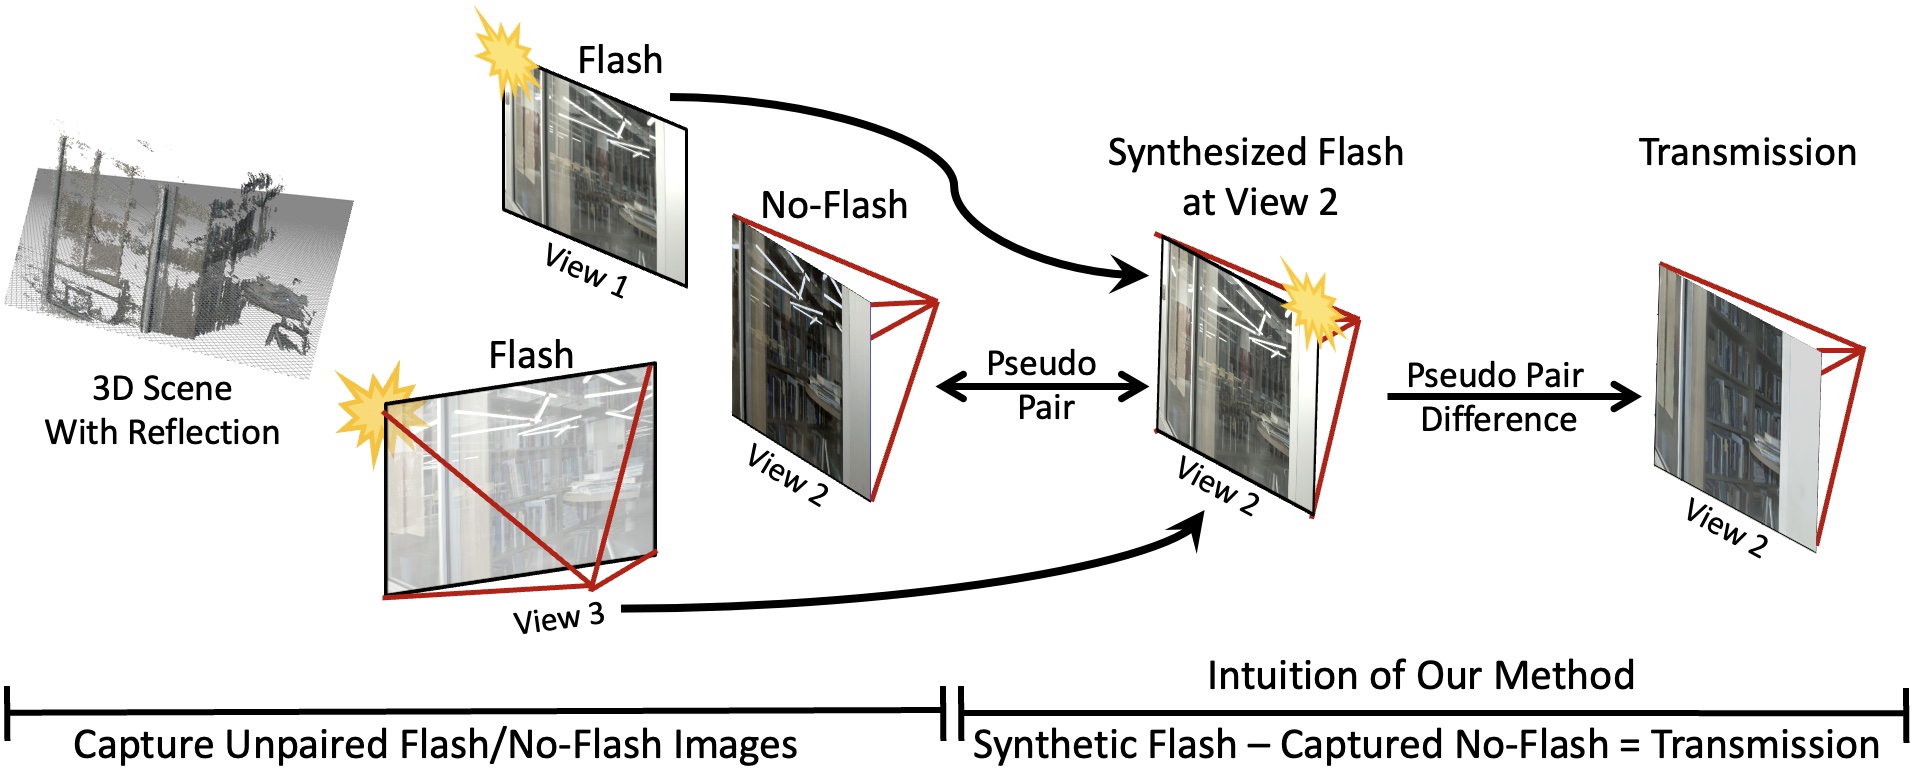 Flash
View 1
3D Scene
With Reflection
Flash
View 3
No-Flash
View 2
Pseudo
Pair
Synthesized Flash
at View 2
View 2
Pseudo Pair
Difference
Transmission
View 2
Capture Unpaired Flash/No-Flash Images
Intuition of Our Method
Synthetic Flash – Captured No-Flash = Transmission